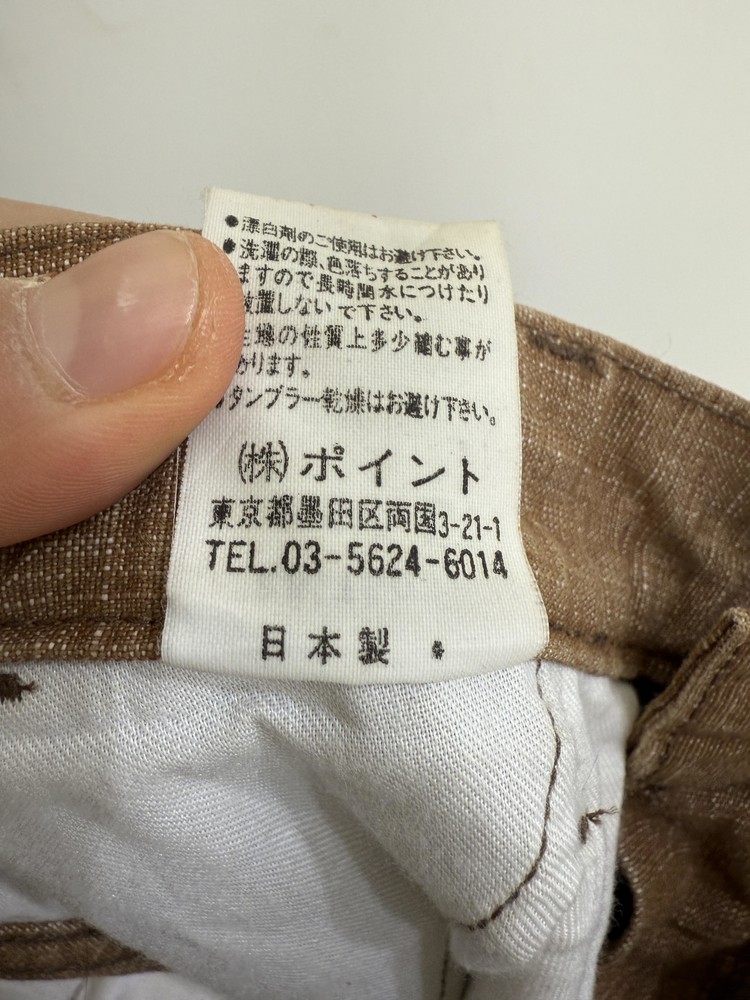 ●漂白剤のご使用はお避け下さい。
●洗濯の際、色落ちすることがあり
ますので長時間水につけたり
放置しないで下さい。
生地の性質上多少縮む事が
あります。
タンブラー乾燥はお避け下さい。
(株)ポイント
東京都墨田区両国3-21-1
TEL.03-5624-6014
日本製